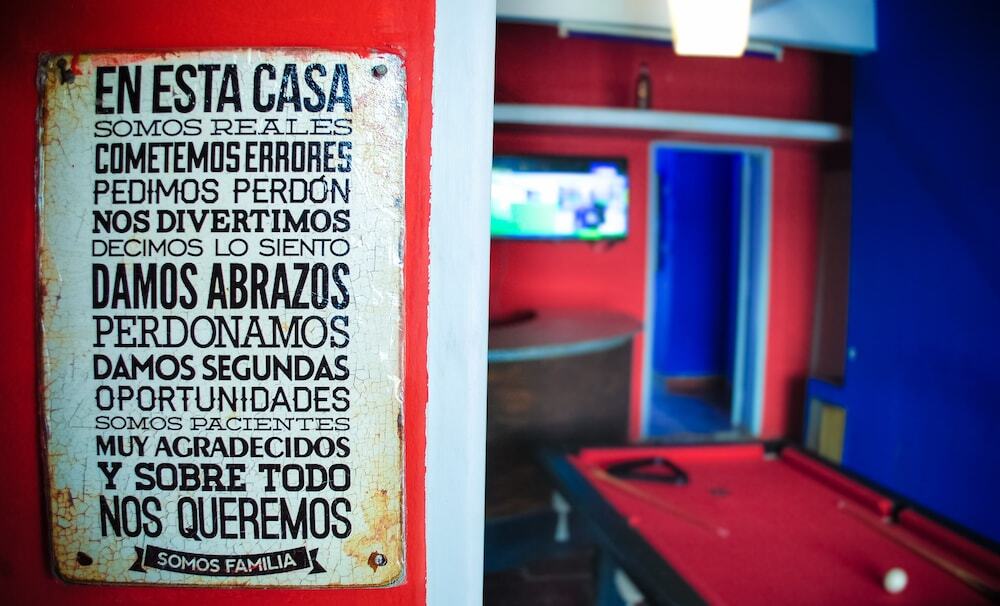 EN ESTA CASA
SOMOS REALES
COMETEMOS ERRORES
PEDIMOS PERDÓN
NOS DIVERTIMOS
DECIMOS LO SIENTO
DAMOS ABRAZOS
PERDONAMOS
DAMOS SEGUNDAS
OPORTUNIDADES
SOMOS PACIENTES
MUY AGRADECIDOS
Y SOBRE TODO
NOS QUEREMOS
SOMOS FAMILIA